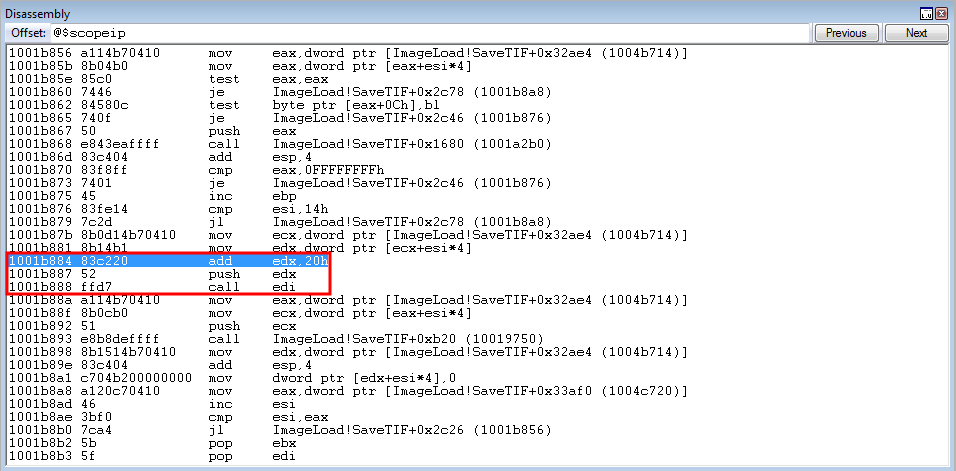 Disassembly
Offset: @$scopeip Previous Next
1001b856 a114b70410 mov eax,dword ptr [ImageLoad!SaveTIF+0x32ae4 (1004b714)]
1001b85b 8b04b0 mov eax,dword ptr [eax+esi*4]
1001b85e 85c0 test eax,eax
1001b860 7446 je ImageLoad!SaveTIF+0x2c78 (1001b8a8)
1001b862 84580c test byte ptr [eax+0Ch],bl
1001b865 740f je ImageLoad!SaveTIF+0x2c46 (1001b876)
1001b867 50 push eax
1001b868 e843eaffff call ImageLoad!SaveTIF+0x1680 (1001a2b0)
1001b86d 83c404 add esp,4
1001b870 83f8ff cmp eax,0FFFFFFFFh
1001b873 7401 je ImageLoad!SaveTIF+0x2c46 (1001b876)
1001b875 45 inc ebp
1001b876 83fe14 cmp esi,14h
1001b879 7c2d jl ImageLoad!SaveTIF+0x2c78 (1001b8a8)
1001b87b 8b0d14b70410 mov ecx,dword ptr [ImageLoad!SaveTIF+0x32ae4 (1004b714)]
1001b881 8b14b1 mov edx,dword ptr [ecx+esi*4]
1001b884 83c220 add edx,20h
1001b887 52 push edx
1001b888 ffd7 call edi
1001b88a a114b70410 mov eax,dword ptr [ImageLoad!SaveTIF+0x32ae4 (1004b714)]
1001b88f 8b0cb0 mov ecx,dword ptr [eax+esi*4]
1001b892 51 push ecx
1001b893 e8b8deffff call ImageLoad!SaveTIF+0xb20 (10019750)
1001b898 8b1514b70410 mov edx,dword ptr [ImageLoad!SaveTIF+0x32ae4 (1004b714)]
1001b89e 83c404 add esp,4
1001b8a1 c704b200000000 mov dword ptr [edx+esi*4],0
1001b8a8 a120c70410 mov eax,dword ptr [ImageLoad!SaveTIF+0x33af0 (1004c720)]
1001b8ad 46 inc esi
1001b8ae 3bf0 cmp esi,eax
1001b8b0 7ca4 jl ImageLoad!SaveTIF+0x2c26 (1001b856)
1001b8b2 5b pop ebx
1001b8b3 5f pop edi